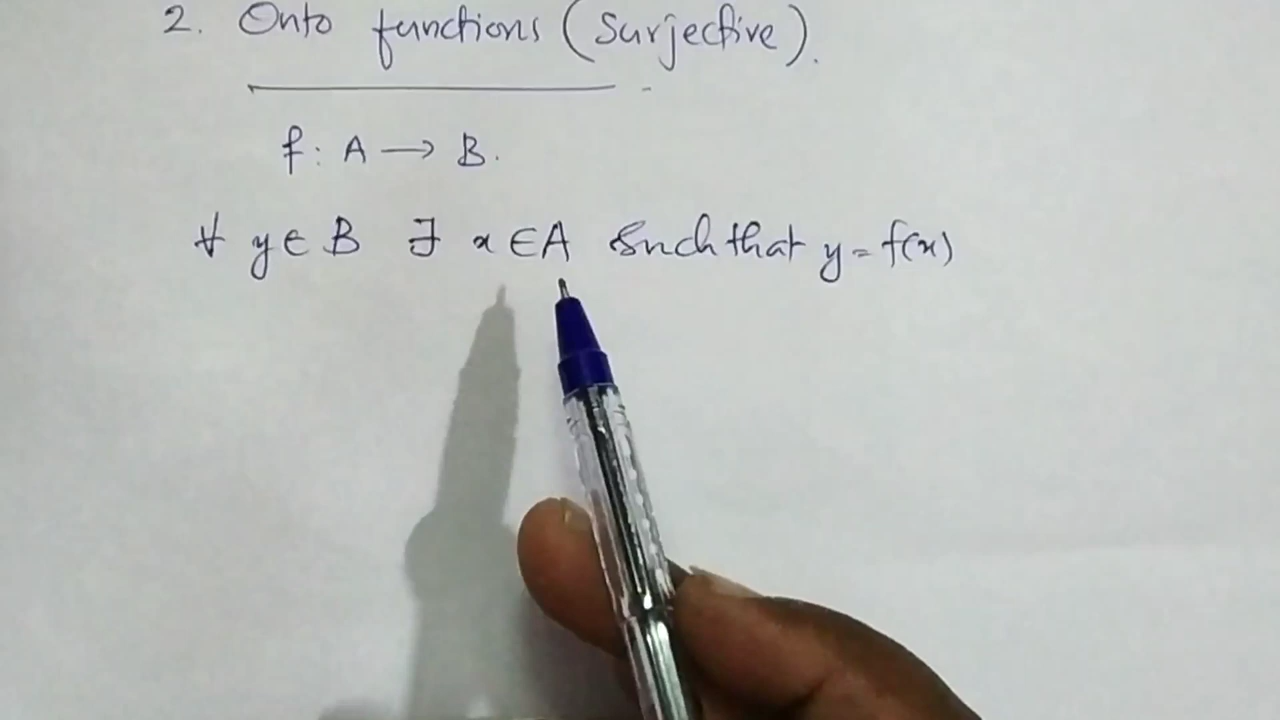 2. Onto functions (Surjective).
f : A → B.
∀ y ∈ B ∃ x ∈ A such that y = f(x)